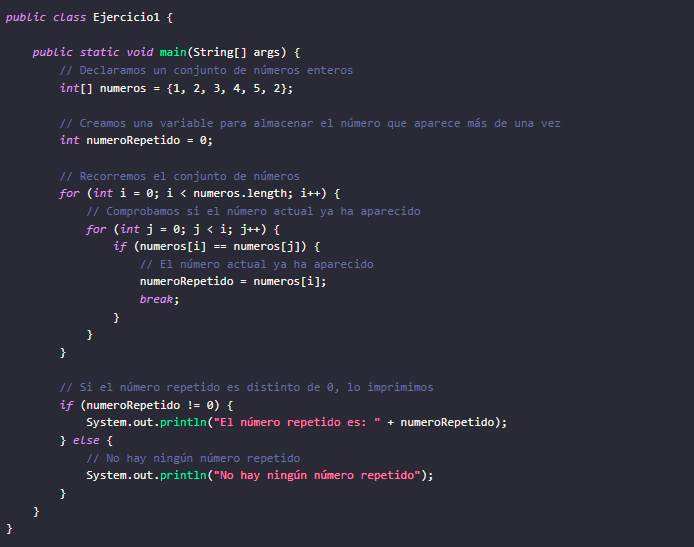 public class Ejercicio1 {
public static void main(String[] args) {
// Declaramos un conjunto de números enteros
int[] numeros = {1, 2, 3, 4, 5, 2};
// Creamos una variable para almacenar el número que aparece más de una vez
int numeroRepetido = 0;
// Recorremos el conjunto de números
for (int i = 0; i < numeros.length; i++) {
// Comprobamos si el número actual ya ha aparecido
for (int j = 0; j < i; j++) {
if (numeros[i] == numeros[j]) {
// El número actual ya ha aparecido
numeroRepetido = numeros[i];
break;
}
}
}
// Si el número repetido es distinto de 0, lo imprimimos
if (numeroRepetido != 0) {
System.out.println("El número repetido es: " + numeroRepetido);
} else {
// No hay ningún número repetido
System.out.println("No hay ningún número repetido");
}
}
}